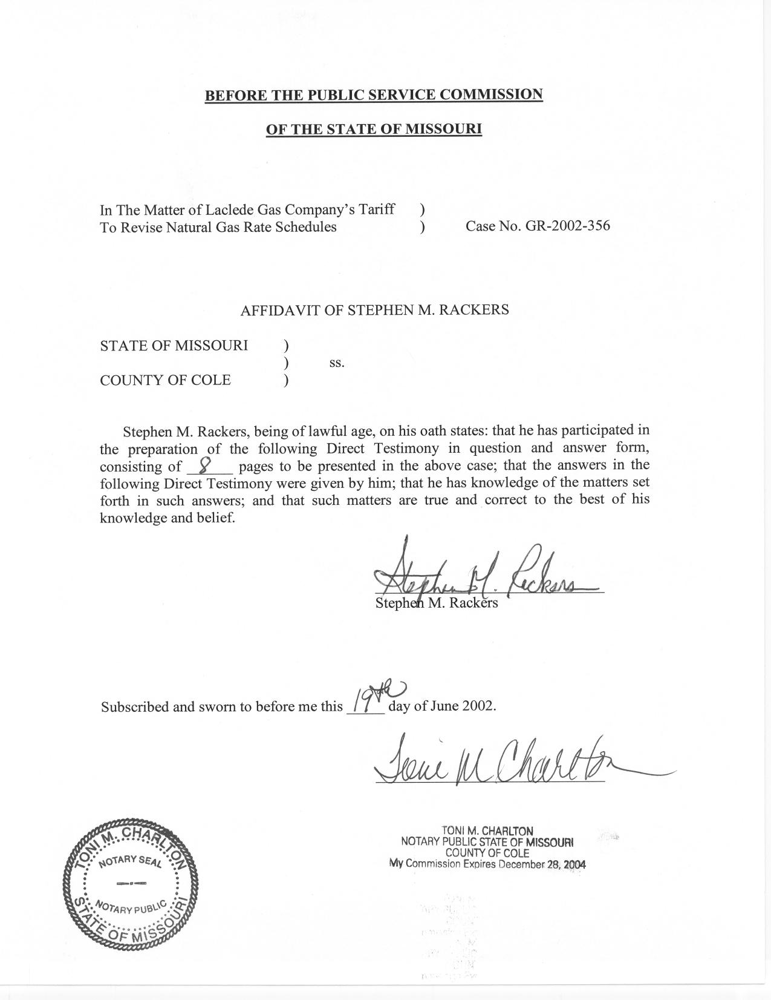 BEFORE THE PUBLIC SERVICE COMMISSION
OF THE STATE OF MISSOURI
In The Matter of Laclede Gas Company's Tariff )
To Revise Natural Gas Rate Schedules ) Case No. GR-2002-356
AFFIDAVIT OF STEPHEN M. RACKERS
STATE OF MISSOURI )
) ss.
COUNTY OF COLE )
Stephen M. Rackers, being of lawful age, on his oath states: that he has participated in
the preparation of the following Direct Testimony in question and answer form,
consisting of 8 pages to be presented in the above case; that the answers in the
following Direct Testimony were given by him; that he has knowledge of the matters set
forth in such answers; and that such matters are true and correct to the best of his
knowledge and belief.
Stephen M. Rackers
Stephen M. Rackers
Subscribed and sworn to before me this 19th day of June 2002.
Toni M Charlton
TONI M. CHARLTON
NOTARY PUBLIC STATE OF MISSOURI
COUNTY OF COLE
My Commission Expires December 28, 2004
TONI M. CHARLTON
NOTARY SEAL
NOTARY PUBLIC
STATE OF MISSOURI